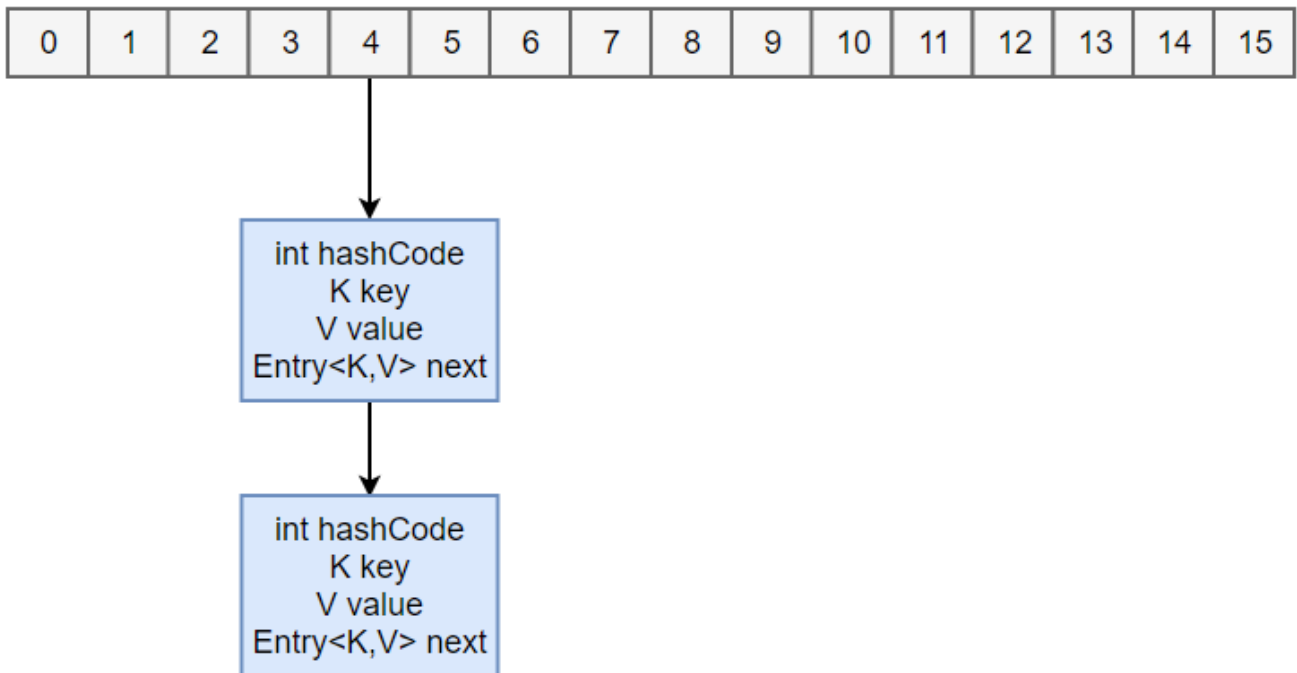 0 1 2 3 4 5 6 7 8 9 10 11 12 13 14 15
int hashCode
K key
V value
Entry<K,V> next
int hashCode
K key
V value
Entry<K,V> next